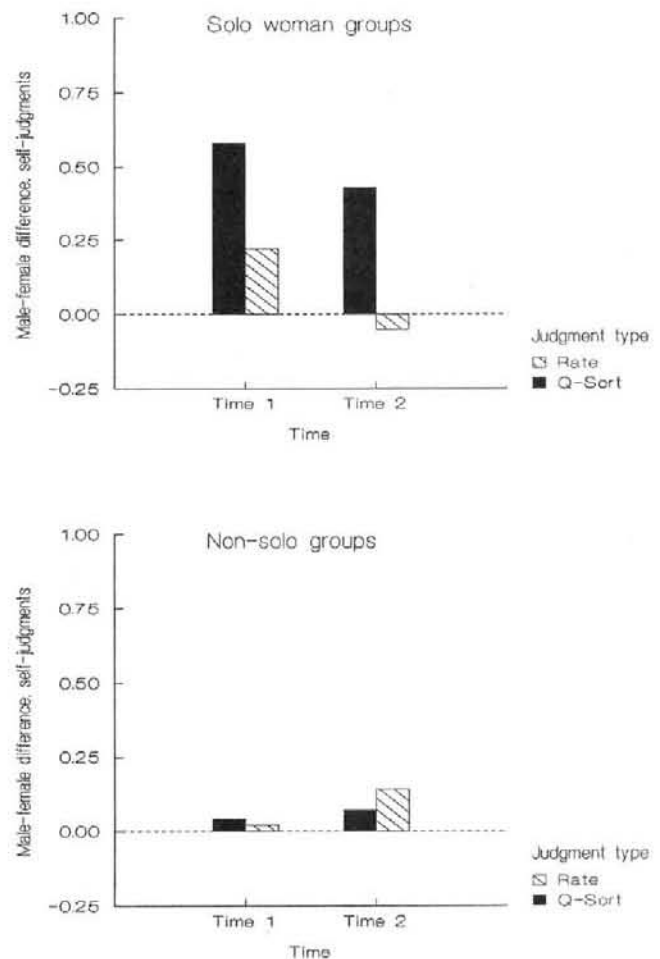 Solo woman groups
Male-female difference, self-judgments
1.00
0.75
0.50
0.25
0.00
-0.25
Time 1 Time 2
Time
Judgment type
Rate
Q-Sort
Non-solo groups
Male-female difference, self-judgments
1.00
0.75
0.50
0.25
0.00
-0.25
Time 1 Time 2
Time
Judgment type
Rate
Q-Sort